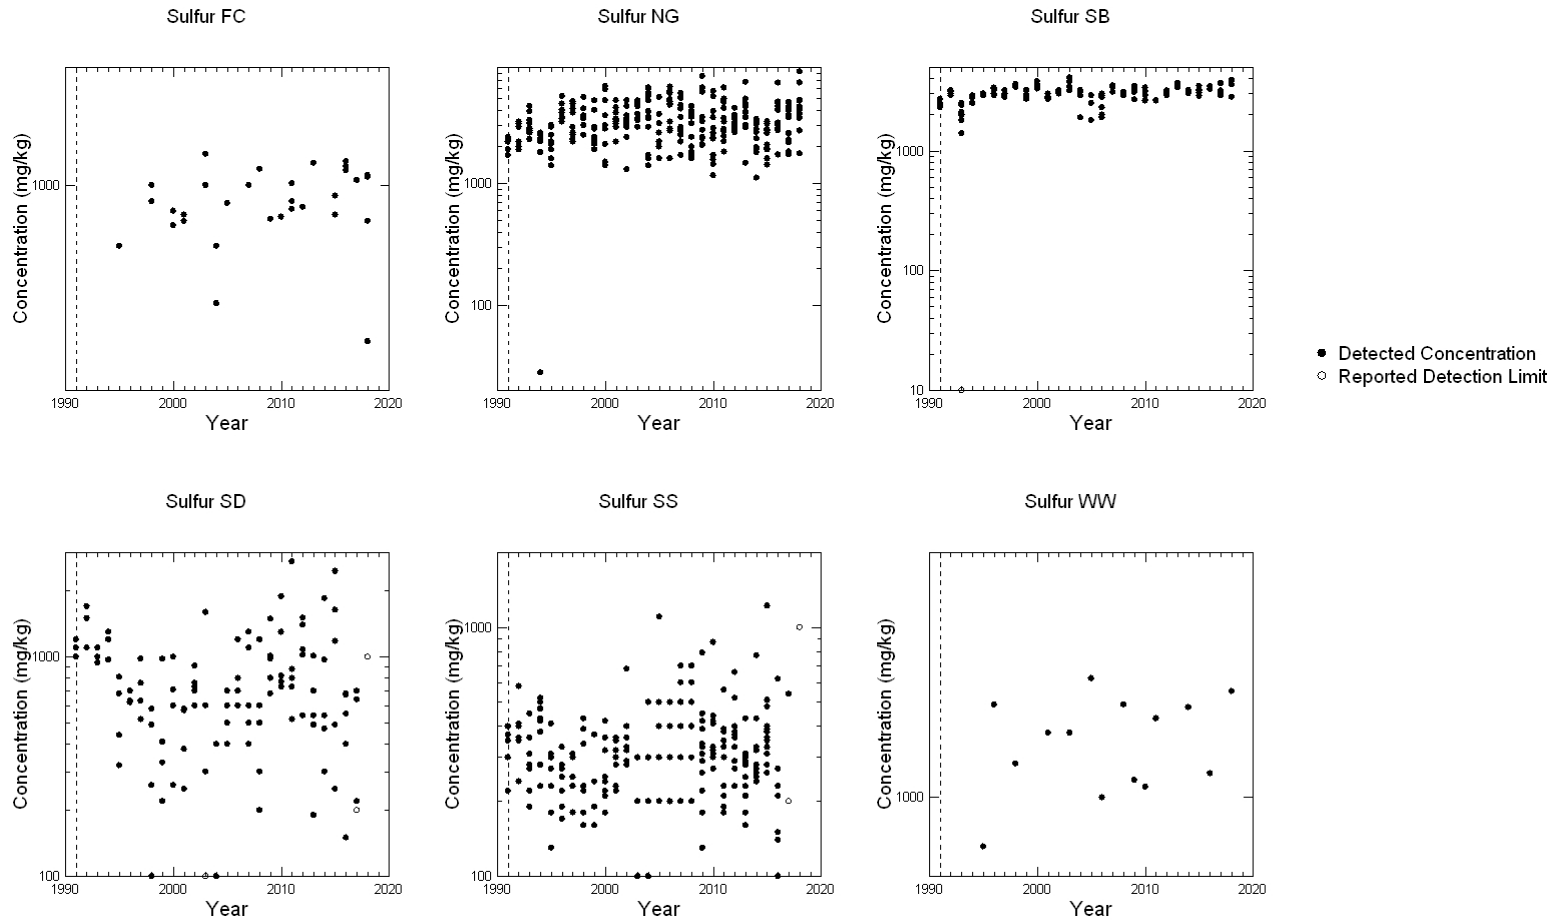 Sulfur FC
Concentration (mg/kg)
1000
1990 2000 2010 2020
Year
Sulfur NG
Concentration (mg/kg)
1000
100
1990 2000 2010 2020
Year
Sulfur SB
Concentration (mg/kg)
1000
100
10
1990 2000 2010 2020
Year
Detected Concentration
Reported Detection Limit
Sulfur SD
Concentration (mg/kg)
1000
100
1990 2000 2010 2020
Year
Sulfur SS
Concentration (mg/kg)
1000
100
1990 2000 2010 2020
Year
Sulfur WW
Concentration (mg/kg)
1000
1990 2000 2010 2020
Year